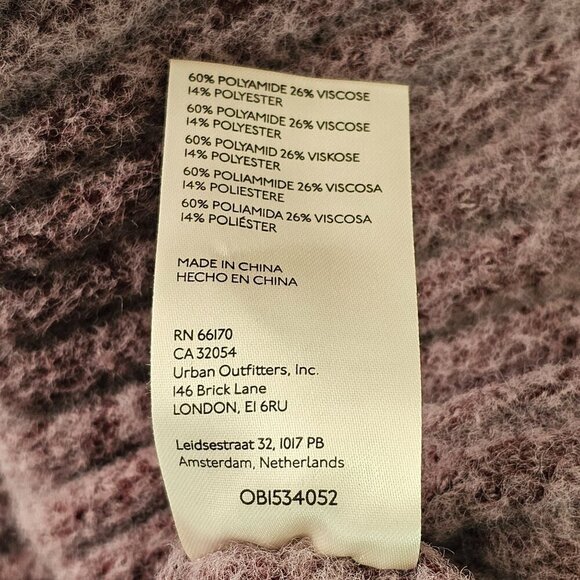 60% POLYAMIDE 26% VISCOSE
14% POLYESTER
60% POLYAMIDE 26% VISCOSE
14% POLYESTER
60% POLYAMID 26% VISKOSE
14% POLYESTER
60% POLIAMMIDE 26% VISCOSA
14% POLIESTERE
60% POLIAMIDA 26% VISCOSA
14% POLIÉSTER
MADE IN CHINA
HECHO EN CHINA
RN 66170
CA 32054
Urban Outfitters, Inc.
146 Brick Lane
LONDON, E1 6RU
Leidsestraat 32, 1017 PB
Amsterdam, Netherlands
OB1534052